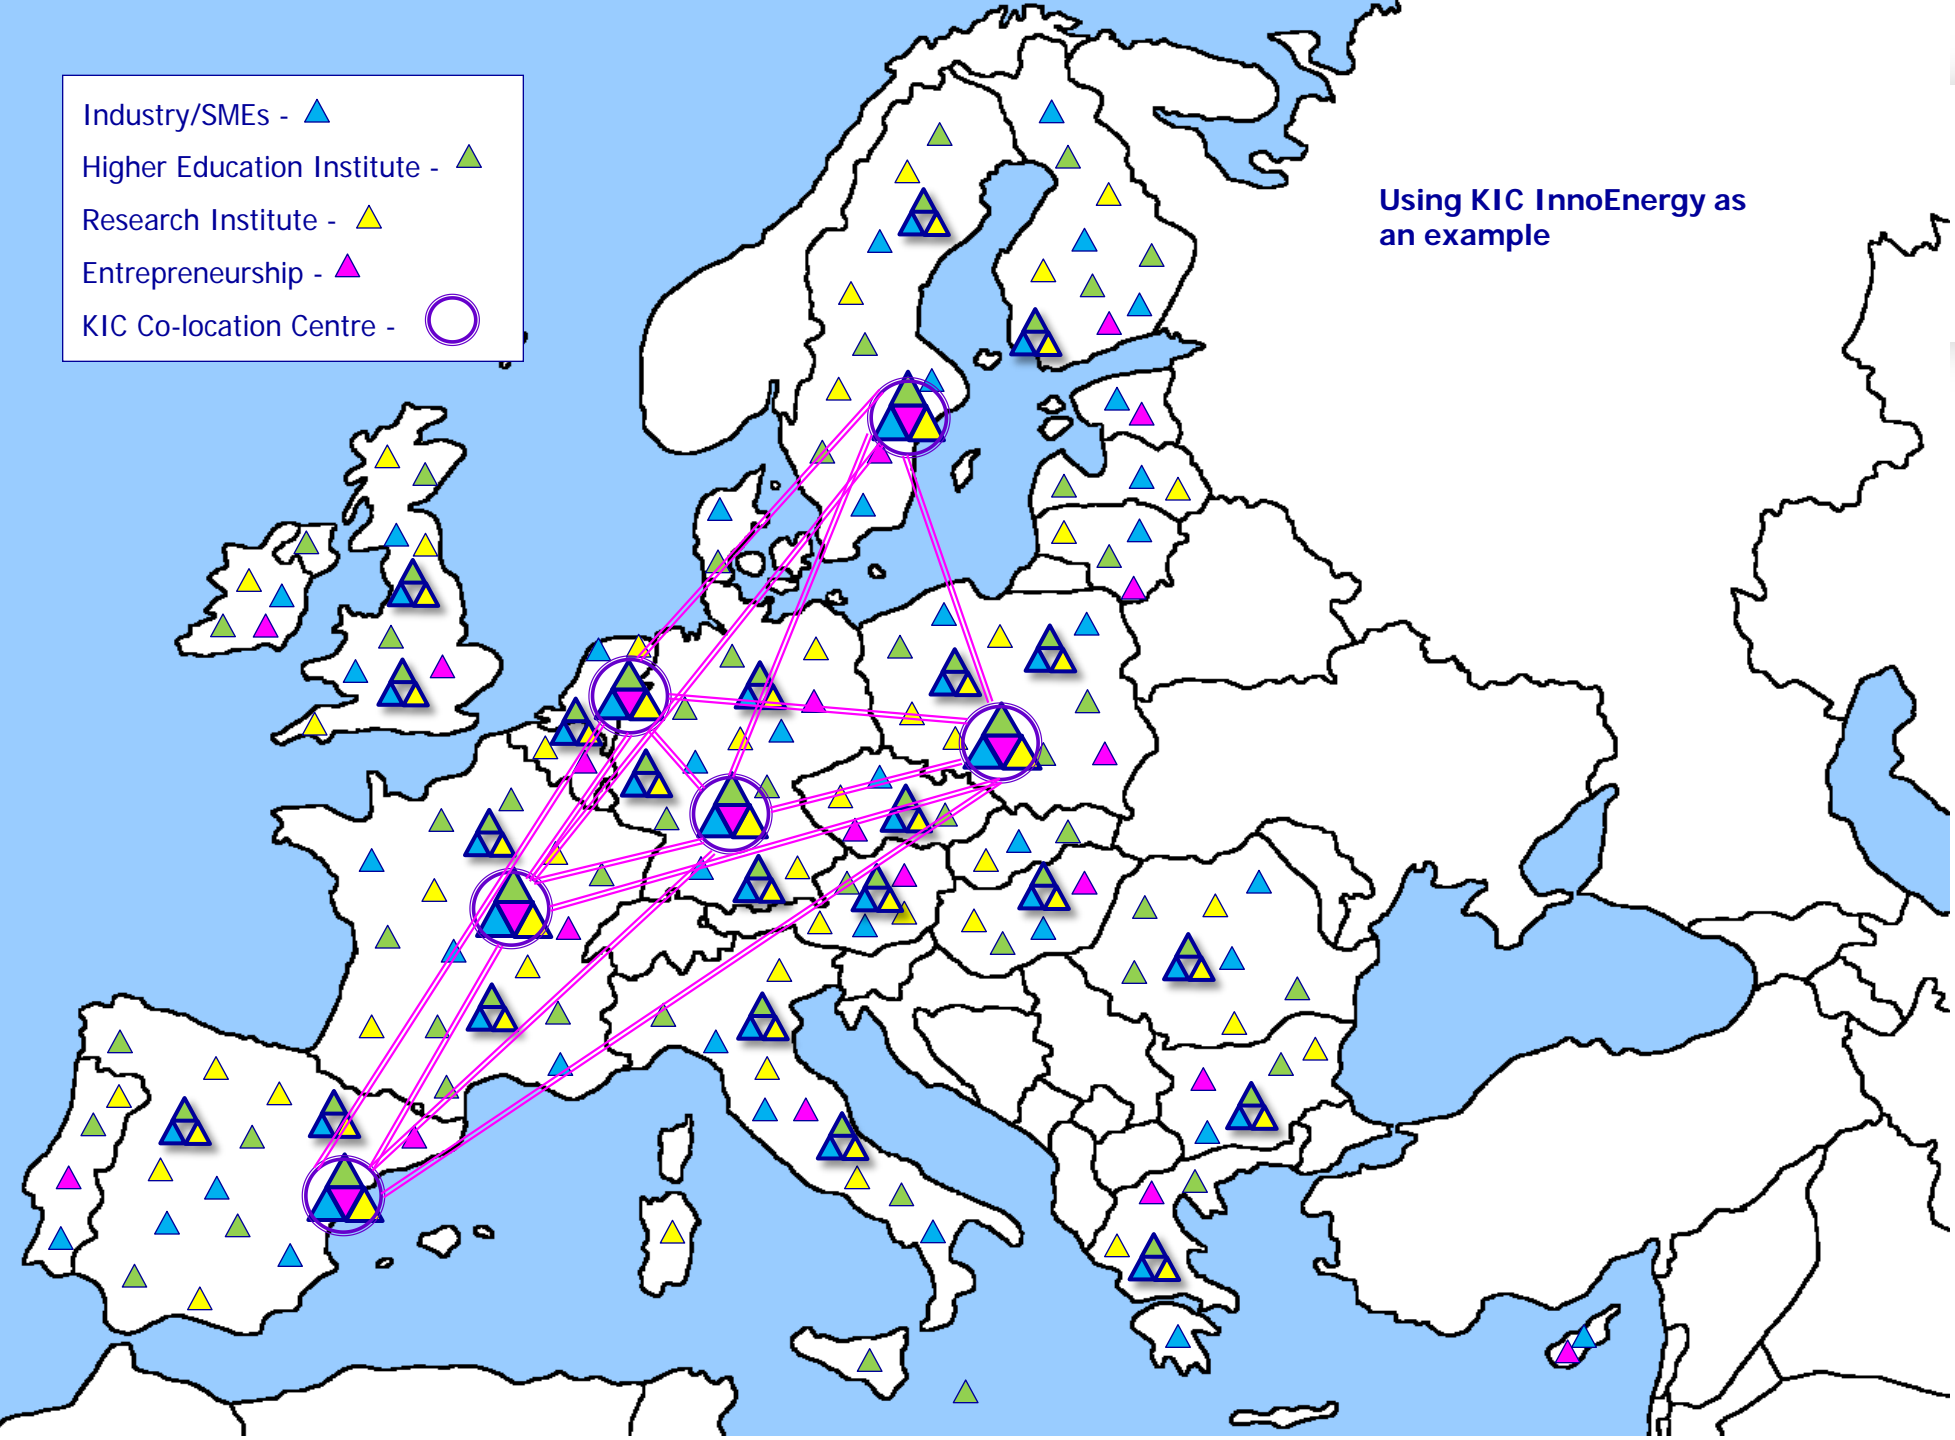 Industry/SMEs -
Higher Education Institute -
Research Institute -
Entrepreneurship -
KIC Co-location Centre -
Using KIC InnoEnergy as
an example